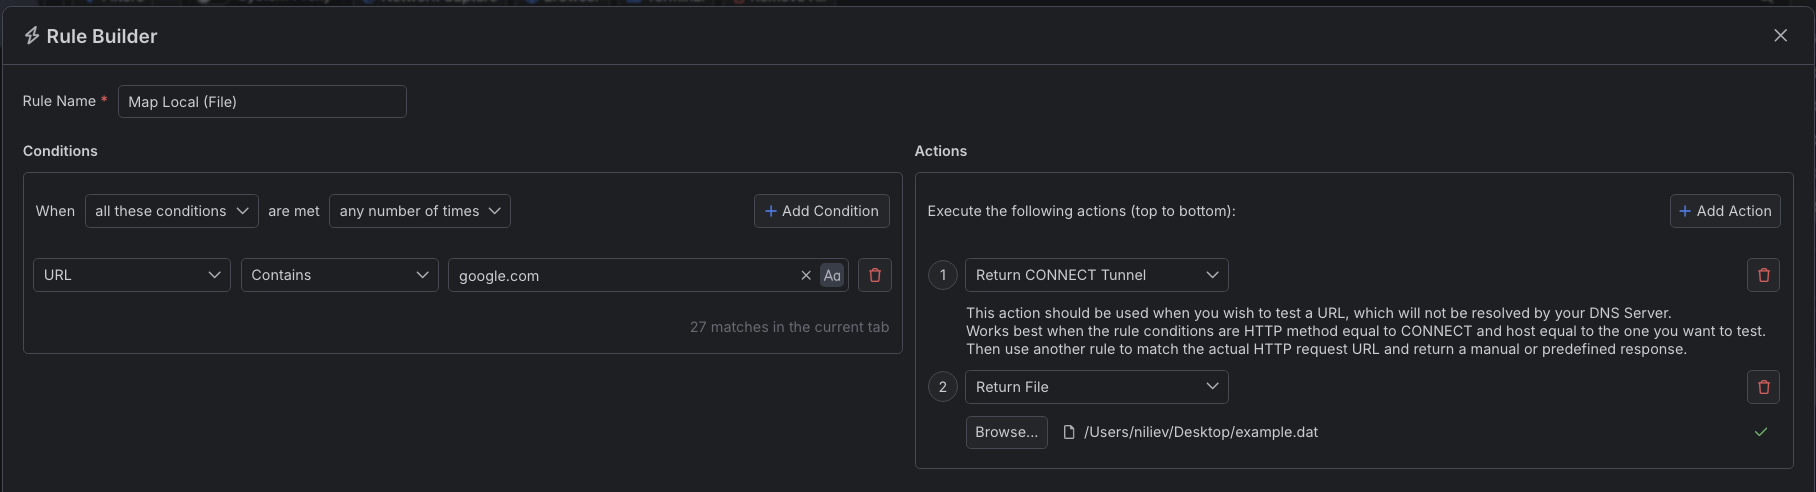 Rule Builder
Rule Name *
Map Local (File)
Conditions
When all these conditions are met any number of times + Add Condition
URL Contains google.com Aa
27 matches in the current tab
Actions
Execute the following actions (top to bottom): + Add Action
1 Return CONNECT Tunnel
This action should be used when you wish to test a URL, which will not be resolved by your DNS Server.
Works best when the rule conditions are HTTP method equal to CONNECT and host equal to the one you want to test.
Then use another rule to match the actual HTTP request URL and return a manual or predefined response.
2 Return File
Browse... /Users/niliev/Desktop/example.dat